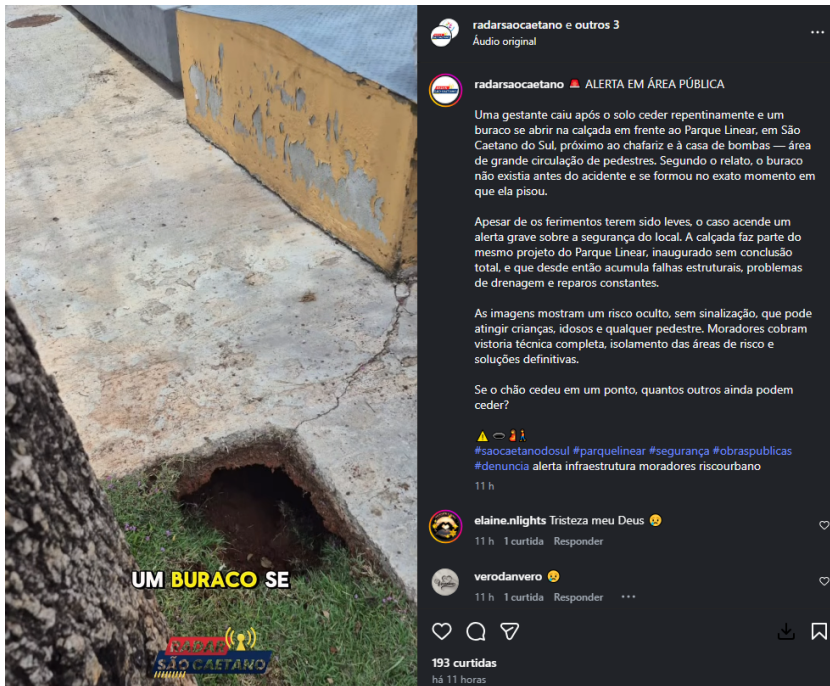 UM BURACO SE
RADAR
SÃO CAETANO
radarsaocaetano e outros 3
Áudio original
radarsaocaetano 🚨 ALERTA EM ÁREA PÚBLICA
Uma gestante caiu após o solo ceder repentinamente e um
buraco se abrir na calçada em frente ao Parque Linear, em São
Caetano do Sul, próximo ao chafariz e à casa de bombas — área
de grande circulação de pedestres. Segundo o relato, o buraco
não existia antes do acidente e se formou no exato momento em
que ela pisou.
Apesar de os ferimentos terem sido leves, o caso acende um
alerta grave sobre a segurança do local. A calçada faz parte do
mesmo projeto do Parque Linear, inaugurado sem conclusão
total, e que desde então acumula falhas estruturais, problemas
de drenagem e reparos constantes.
As imagens mostram um risco oculto, sem sinalização, que pode
atingir crianças, idosos e qualquer pedestre. Moradores cobram
vistoria técnica completa, isolamento das áreas de risco e
soluções definitivas.
Se o chão cedeu em um ponto, quantos outros ainda podem
ceder?
⚠️ 🕳️ 🤰🚶
#saocaetanodosul #parquelinear #segurança #obraspublicas
#denuncia alerta infraestrutura moradores riscourbano
11 h
elaine.nlights Tristeza meu Deus 😢
11 h 1 curtida Responder
verodanvero 😢
11 h 1 curtida Responder ...
193 curtidas
há 11 horas